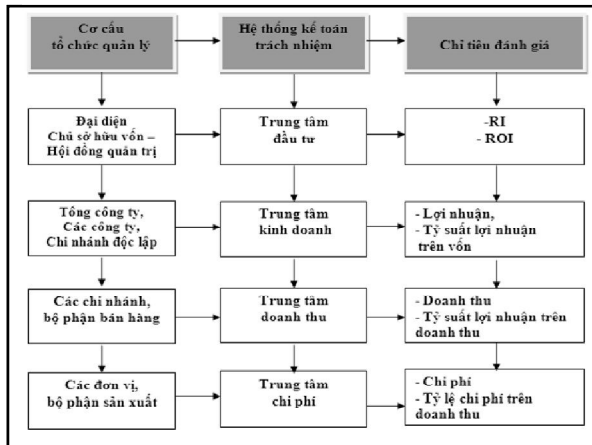 Cơ cấu
tổ chức quản lý
Hệ thống kế toán
trách nhiệm
Chỉ tiêu đánh giá
Đại diện
Chủ sở hữu vốn –
Hội đồng quản trị
Trung tâm
đầu tư
-RI
- ROI
Tổng công ty,
Các công ty,
Chi nhánh độc lập
Trung tâm
kinh doanh
- Lợi nhuận,
- Tỷ suất lợi nhuận
trên vốn
Các chi nhánh,
bộ phận bán hàng
Trung tâm
doanh thu
- Doanh thu
- Tỷ suất lợi nhuận trên
doanh thu
Các đơn vị,
bộ phận sản xuất
Trung tâm
chi phí
- Chi phí
- Tỷ lệ chi phí trên
doanh thu